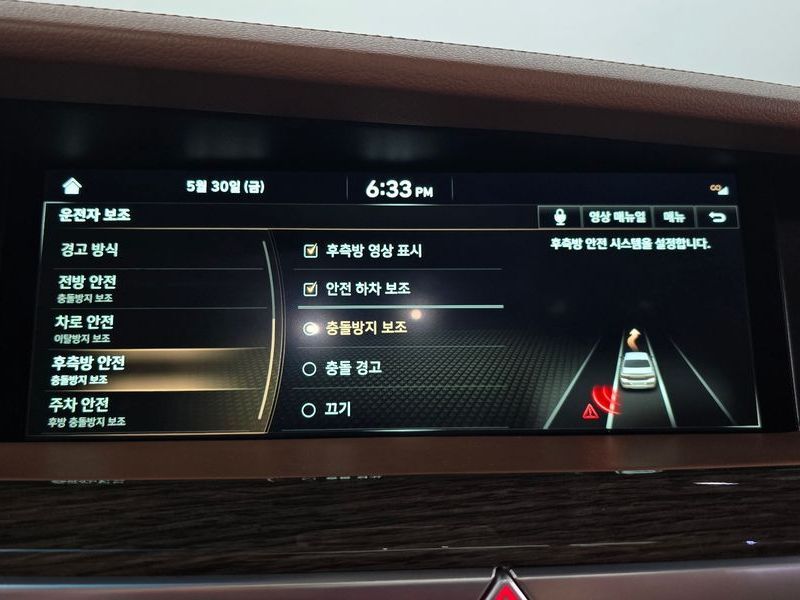 5월 30일 (금)
6:33 PM
운전자 보조
영상 매뉴얼
메뉴
경고 방식
전방 안전
충돌방지 보조
차로 안전
이탈방지 보조
후측방 안전
충돌방지 보조
주차 안전
후방 충돌방지 보조
후측방 영상 표시
안전 하차 보조
충돌방지 보조
충돌 경고
끄기
후측방 안전 시스템을 설정합니다.